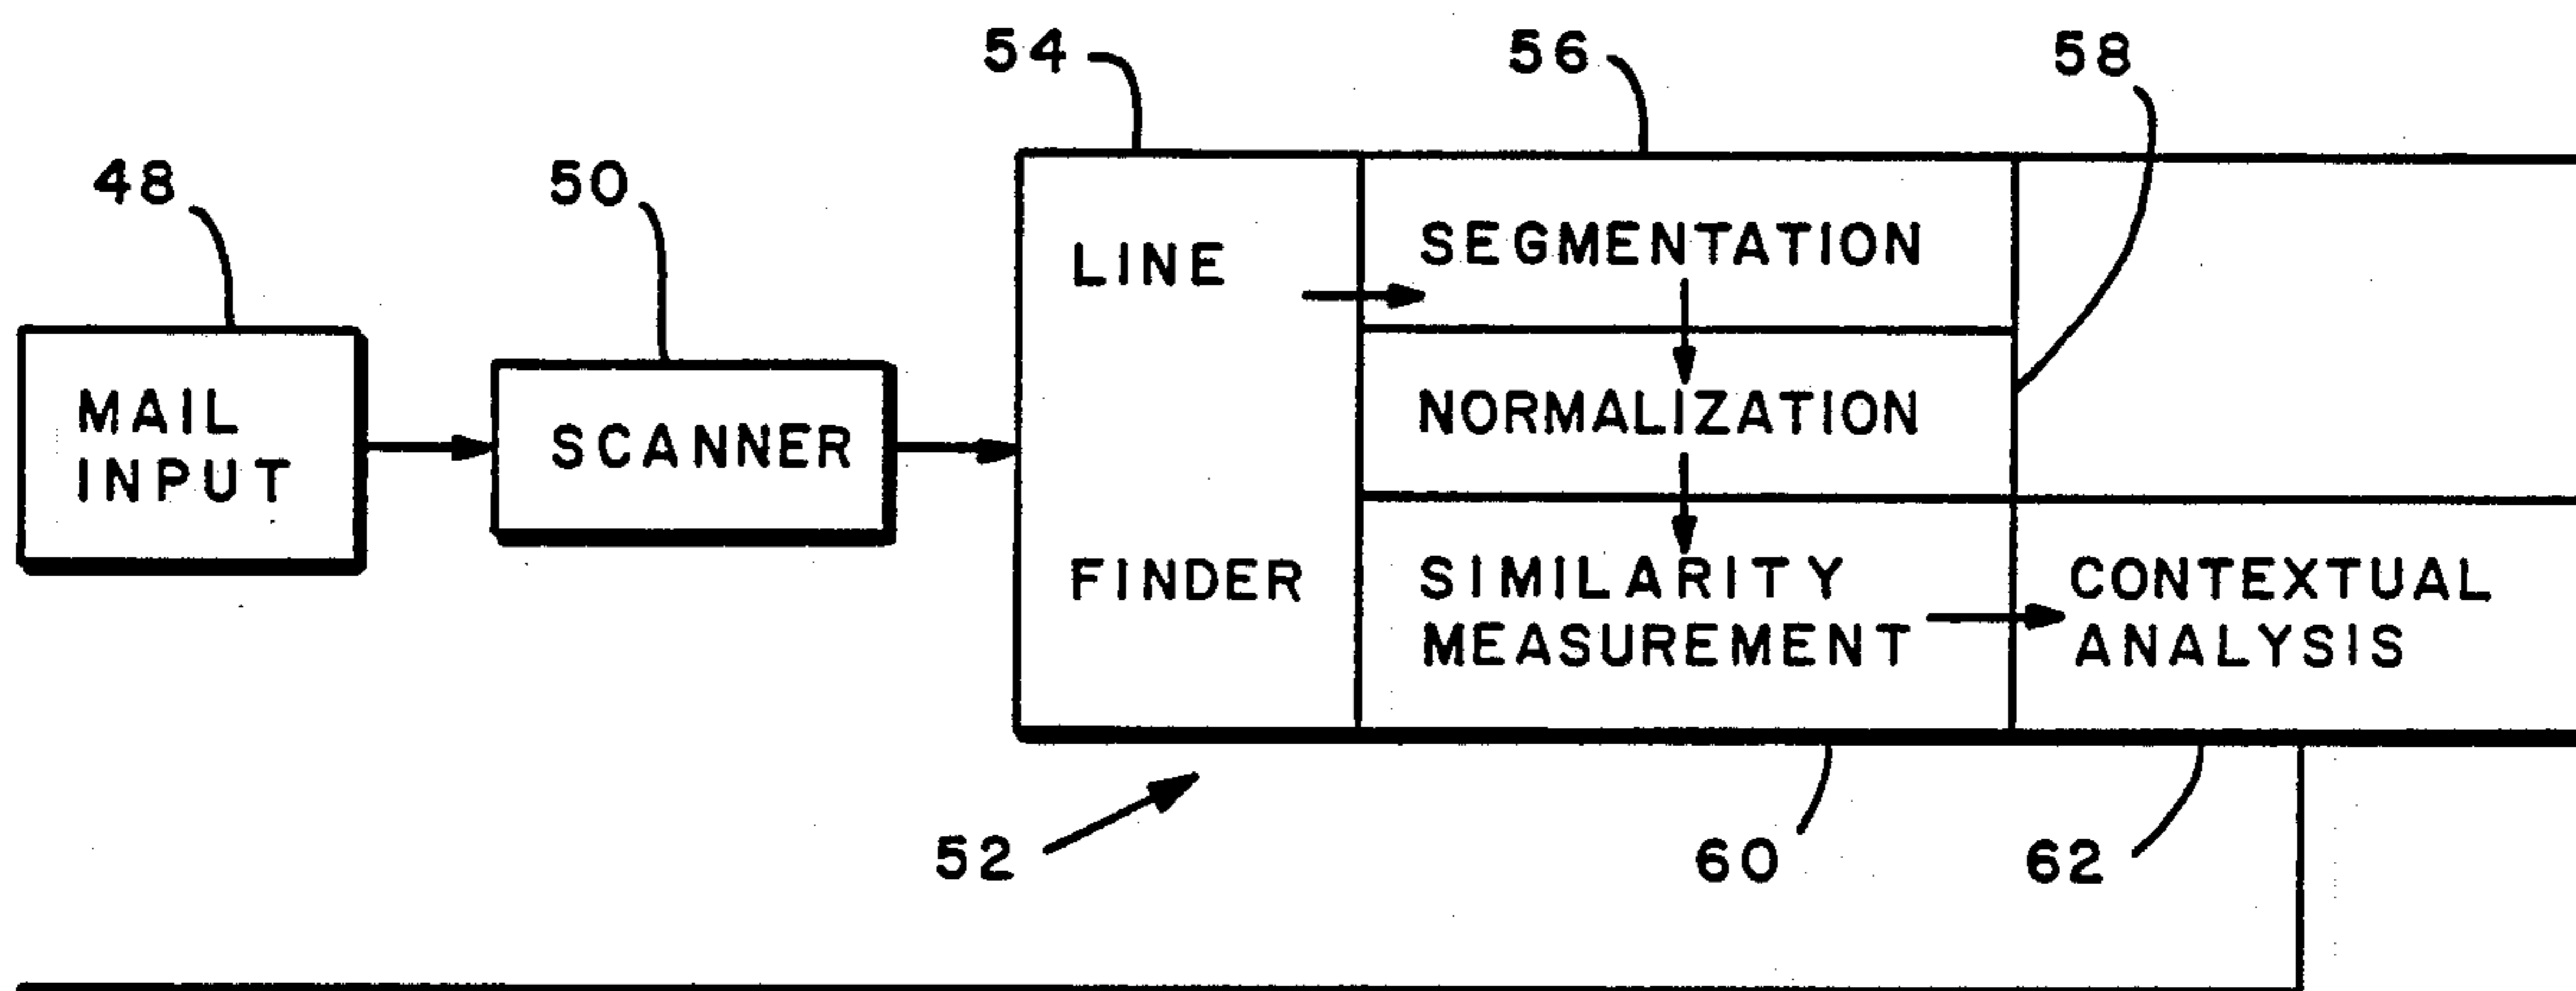 54
56
58
48
50
LINE
FINDER
SEGMENTATION
NORMALIZATION
MAIL
INPUT
SCANNER
SIMILARITY
MEASUREMENT
CONTEXTUAL
ANALYSIS
52
60
62